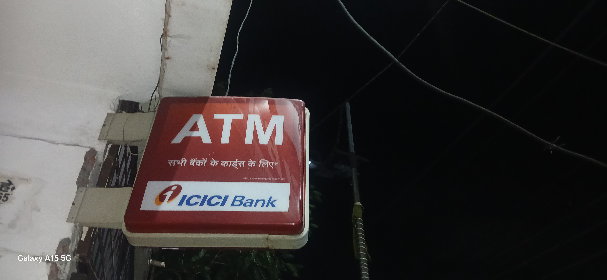 ATM
सभी बैंकों के कार्ड्स के लिए*
ICICI Bank
Galaxy A15 5G